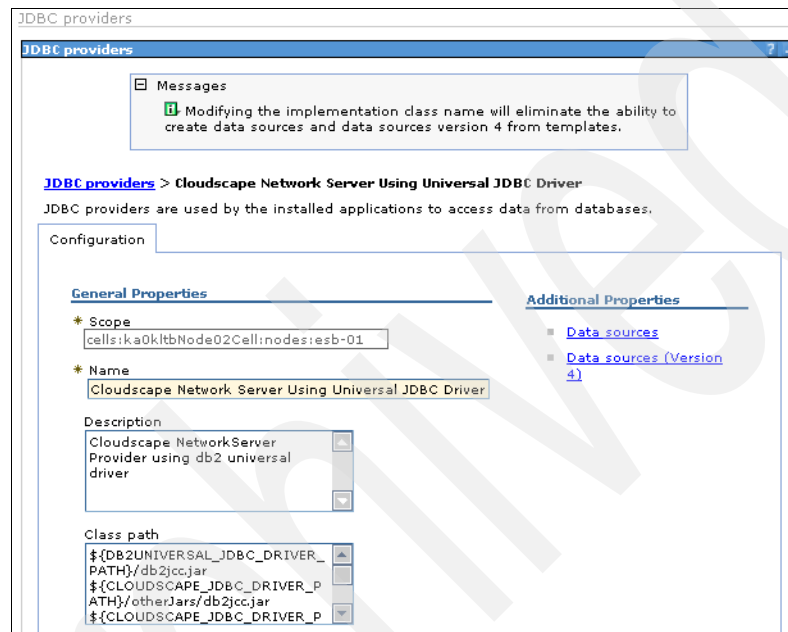 JDBC providers
JDBC providers ? -
Messages
Modifying the implementation class name will eliminate the ability to
create data sources and data sources version 4 from templates.
JDBC providers > Cloudscape Network Server Using Universal JDBC Driver
JDBC providers are used by the installed applications to access data from databases.
Configuration
General Properties
Additional Properties
* Scope
cells:ka0kltbNode02Cell:nodes:esb-01
Data sources
Data sources (Version
4)
* Name
Cloudscape Network Server Using Universal JDBC Driver
Description
Cloudscape NetworkServer
Provider using db2 universal
driver
Class path
${DB2UNIVERSAL_JDBC_DRIVER_
PATH}/db2jcc.jar
${CLOUDSCAPE_JDBC_DRIVER_P
ATH}/otherJars/db2jcc.jar
${CLOUDSCAPE_JDBC_DRIVER_P